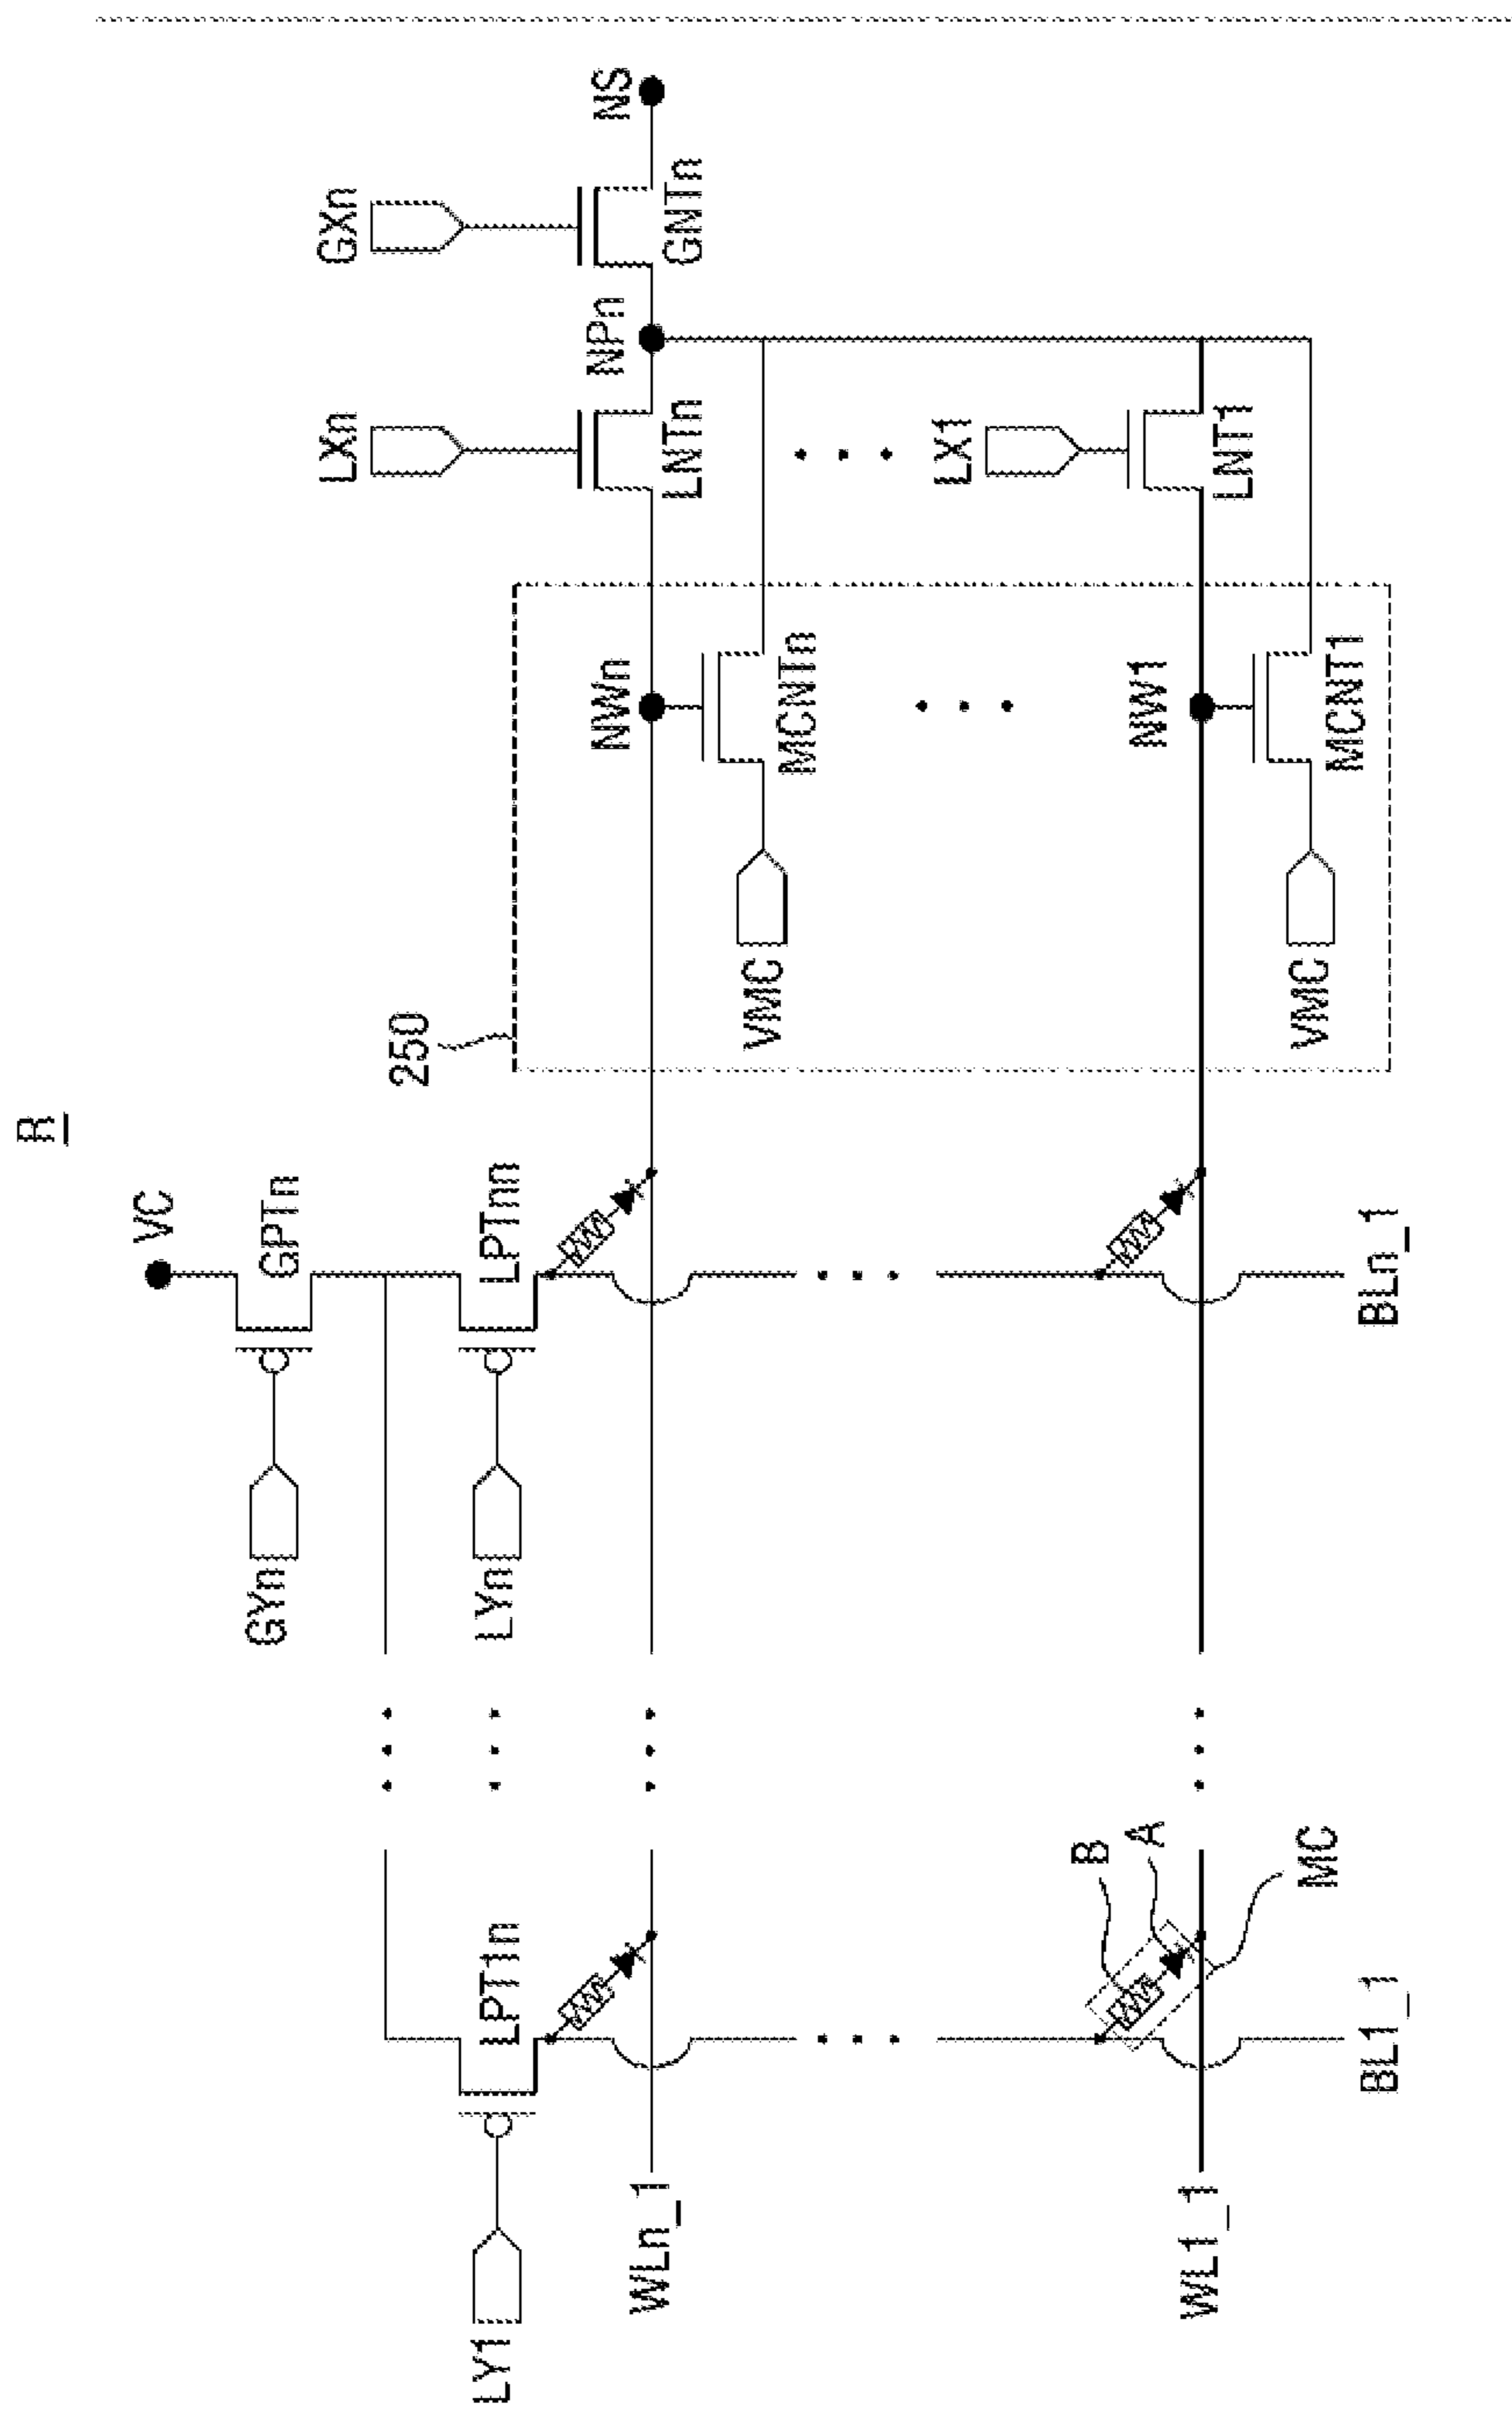 R
VC
GYn GPTn
LXn GXn
250
LY1 LPT1n LYn LPTnn
NWn NPn NS
WLn_1
LNTn GNTn
VMC MCNTn
LX1
B
A NW1
WL1_1 LNT1
MC VMC MCNT1
BL1_1 BLn_1